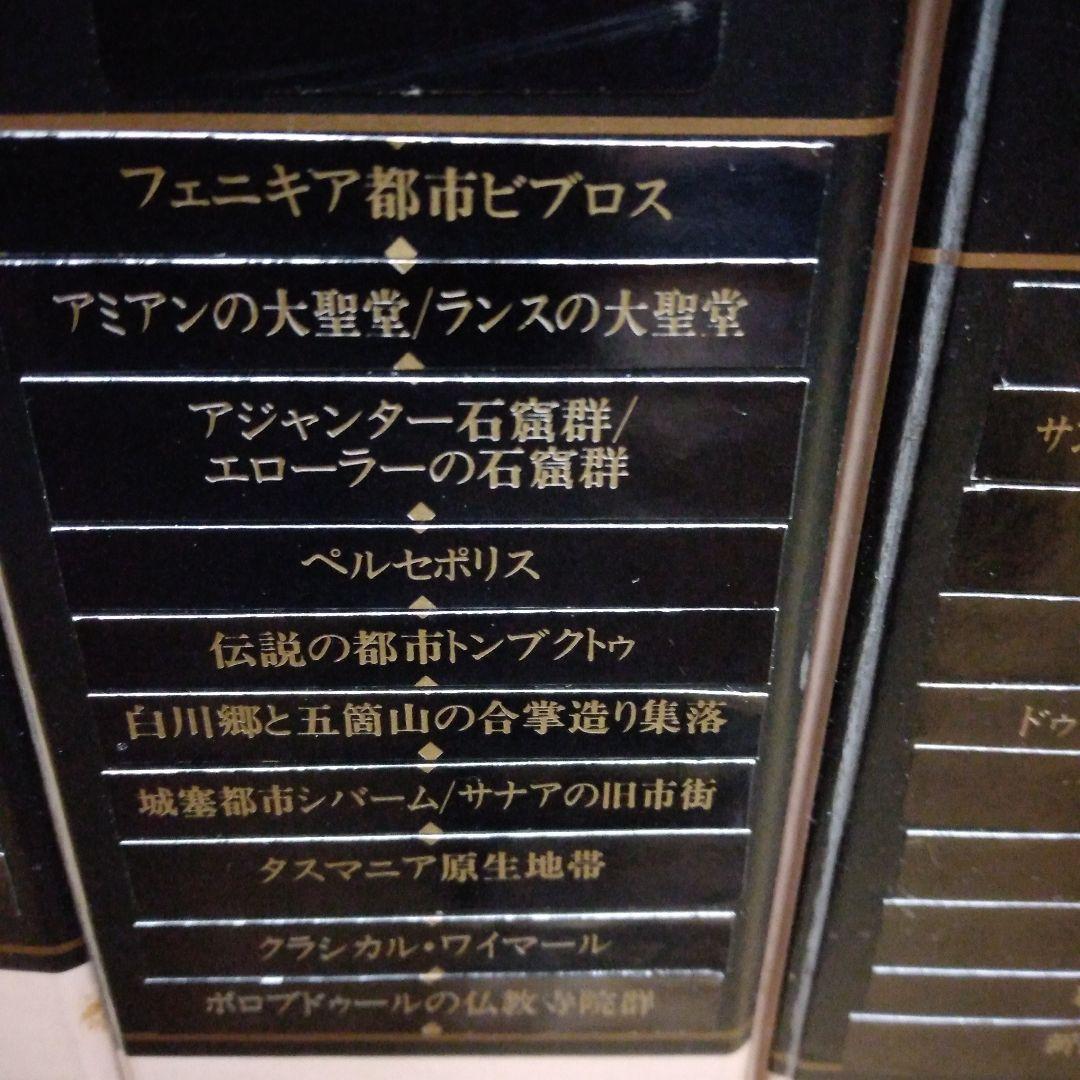 フェニキア都市ビブロス
アミアンの大聖堂/ランスの大聖堂
アジャンター石窟群/
エローラーの石窟群
ペルセポリス
伝説の都市トンブクトゥ
白川郷と五箇山の合掌造り集落
城塞都市シバーム/サナアの旧市街
タスマニア原生地帯
クラシカル・ワイマール
ボロブドゥールの仏教寺院群
サン
ドゥ